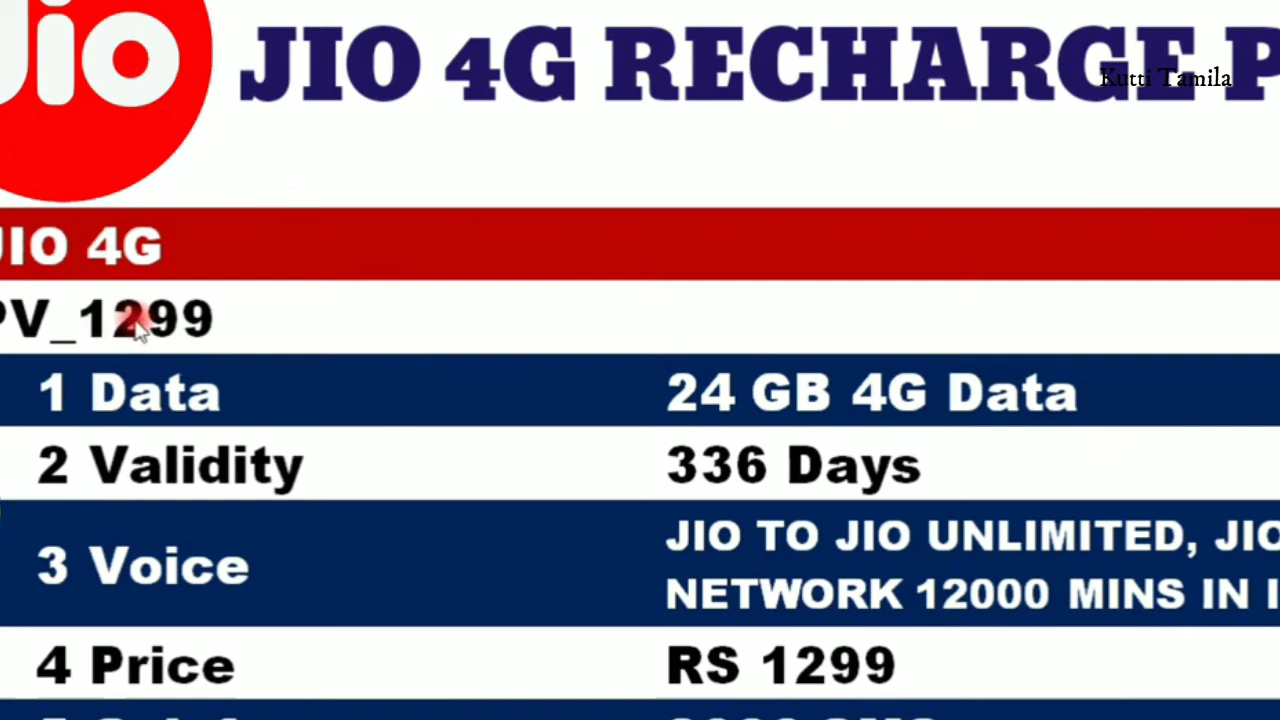 Jio
JIO 4G RECHARGE P
Kutti Tamila
JIO 4G
PV_1299
1 Data 24 GB 4G Data
2 Validity 336 Days
3 Voice JIO TO JIO UNLIMITED, JIO
NETWORK 12000 MINS IN
4 Price RS 1299